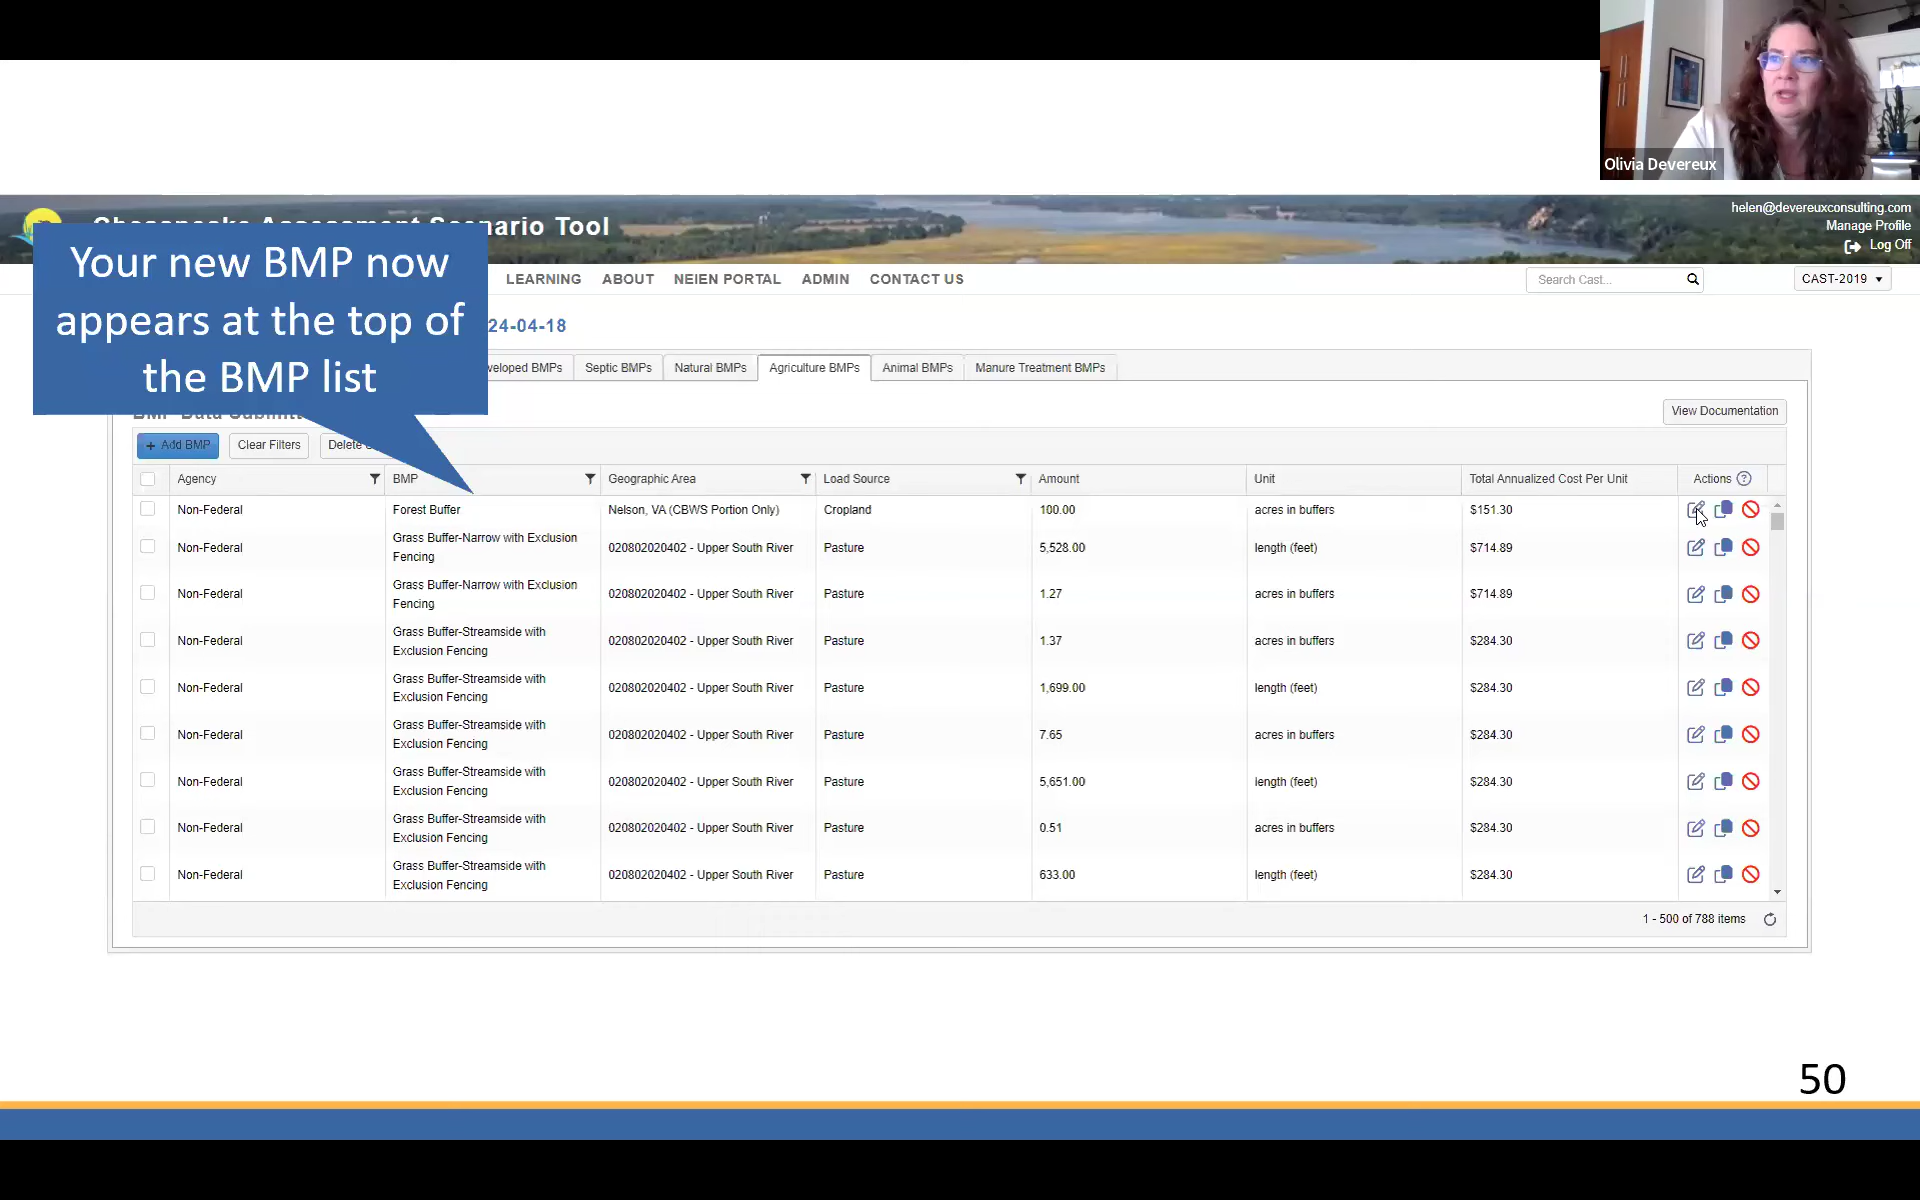 Olivia Devereux
Scenario Tool
helen@devereuxconsulting.com
Manage Profile
Log Off
Your new BMP now
appears at the top of
the BMP list
LEARNING ABOUT NEIEN PORTAL ADMIN CONTACT US
Search Cast...
CAST-2019
24-04-18
veloped BMPs Septic BMPs Natural BMPs Agriculture BMPs Animal BMPs Manure Treatment BMPs
View Documentation
+ Add BMP Clear Filters Delete
Agency BMP Geographic Area Load Source Amount Unit Total Annualized Cost Per Unit Actions ?
Non-Federal Forest Buffer Nelson, VA (CBWS Portion Only) Cropland 100.00 acres in buffers $151.30
Non-Federal Grass Buffer-Narrow with Exclusion Fencing 020802020402 - Upper South River Pasture 5,528.00 length (feet) $714.89
Non-Federal Grass Buffer-Narrow with Exclusion Fencing 020802020402 - Upper South River Pasture 1.27 acres in buffers $714.89
Non-Federal Grass Buffer-Streamside with Exclusion Fencing 020802020402 - Upper South River Pasture 1.37 acres in buffers $284.30
Non-Federal Grass Buffer-Streamside with Exclusion Fencing 020802020402 - Upper South River Pasture 1,699.00 length (feet) $284.30
Non-Federal Grass Buffer-Streamside with Exclusion Fencing 020802020402 - Upper South River Pasture 7.65 acres in buffers $284.30
Non-Federal Grass Buffer-Streamside with Exclusion Fencing 020802020402 - Upper South River Pasture 5,651.00 length (feet) $284.30
Non-Federal Grass Buffer-Streamside with Exclusion Fencing 020802020402 - Upper South River Pasture 0.51 acres in buffers $284.30
Non-Federal Grass Buffer-Streamside with Exclusion Fencing 020802020402 - Upper South River Pasture 633.00 length (feet) $284.30
1 - 500 of 788 items
50